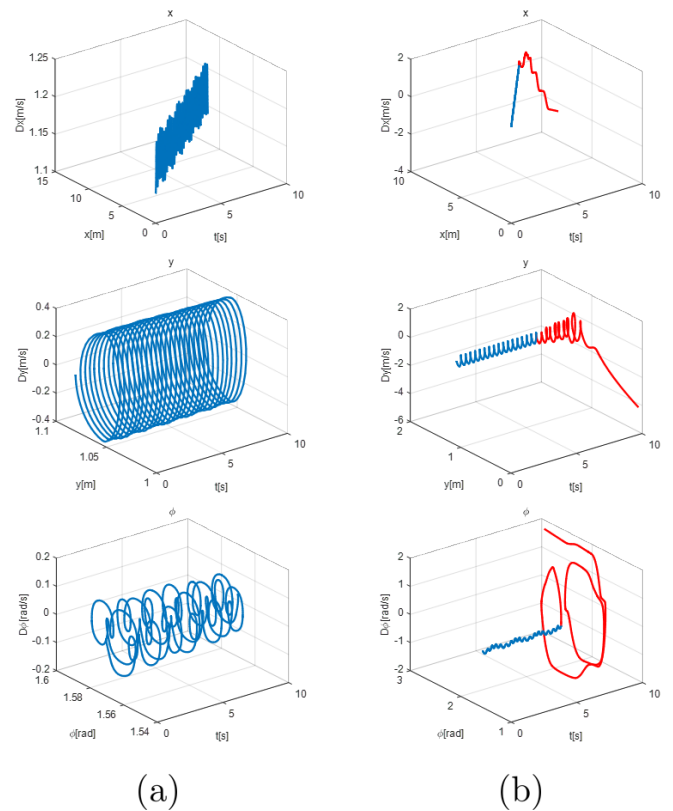 x
1.25
1.2
1.15
1.1
Dx[m/s]
15
10
5
0
x[m]
0
5
10
t[s]
x
2
0
-2
-4
Dx[m/s]
10
5
0
x[m]
0
5
10
t[s]
y
0.4
0.2
0
-0.2
-0.4
Dy[m/s]
1.1
1.05
1
y[m]
0
5
10
t[s]
y
2
0
-2
-4
-6
Dy[m/s]
2
1
0
y[m]
0
5
10
t[s]
ϕ
0.2
0.1
0
-0.1
-0.2
Dϕ[rad/s]
1.6
1.58
1.56
1.54
ϕ[rad]
0
5
10
t[s]
ϕ
2
1
0
-1
-2
Dϕ[rad/s]
3
2
1
ϕ[rad]
0
5
10
t[s]
(a)
(b)